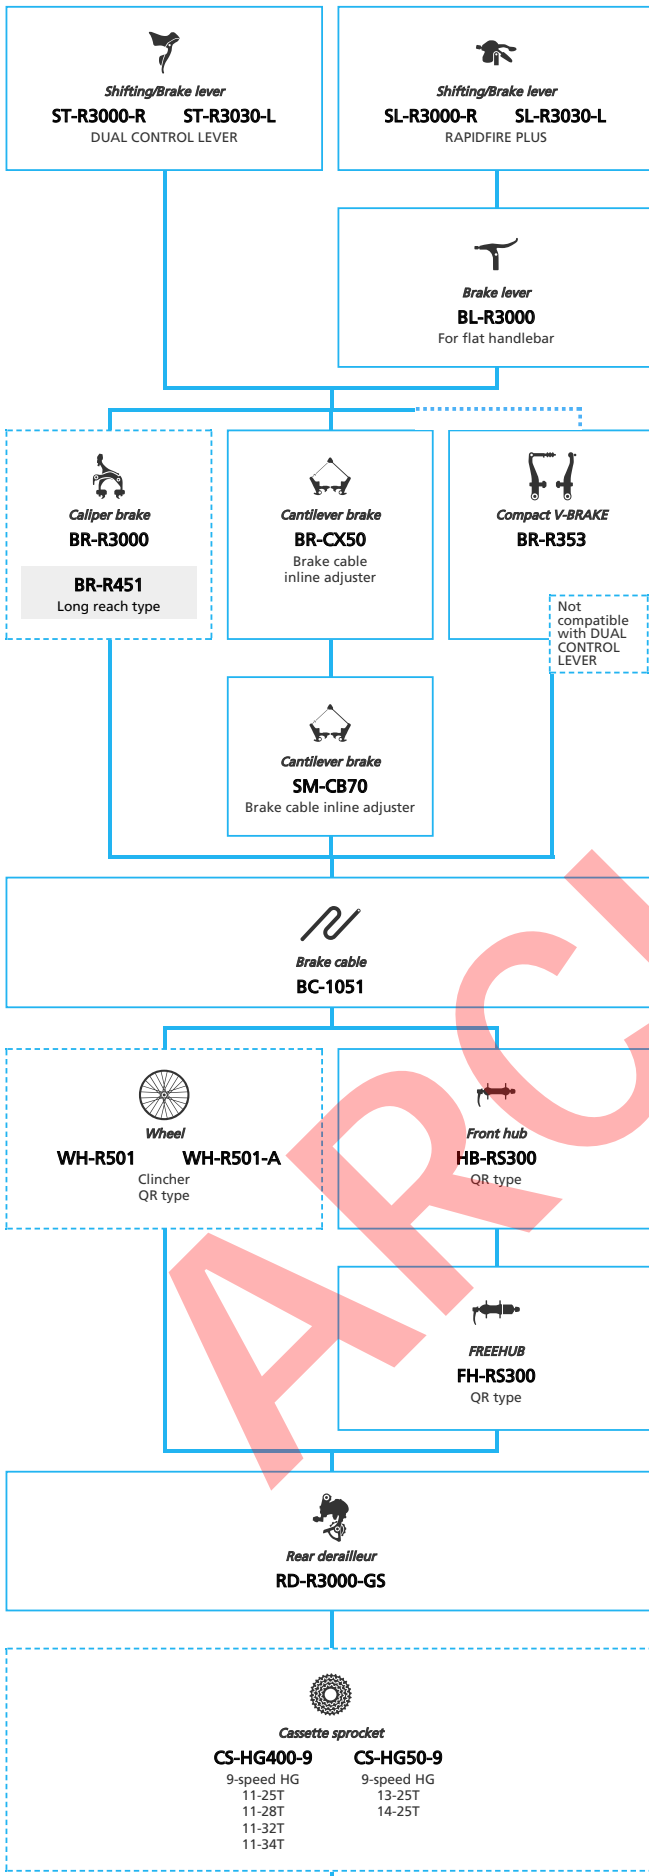 Shifting/Brake lever
ST-R3000-R ST-R3030-L
DUAL CONTROL LEVER
Shifting/Brake lever
SL-R3000-R SL-R3030-L
RAPIDFIRE PLUS
Brake lever
BL-R3000
For flat handlebar
Caliper brake
BR-R3000
BR-R451
Long reach type
Cantilever brake
BR-CX50
Brake cable
inline adjuster
Compact V-BRAKE
BR-R353
Not
compatible
with DUAL
CONTROL
LEVER
Cantilever brake
SM-CB70
Brake cable inline adjuster
Brake cable
BC-1051
Wheel
WH-R501 WH-R501-A
Clincher
QR type
Front hub
HB-RS300
QR type
FREEHUB
FH-RS300
QR type
Rear derailleur
RD-R3000-GS
Cassette sprocket
CS-HG400-9 CS-HG50-9
9-speed HG 9-speed HG
11-25T 13-25T
11-28T 14-25T
11-32T
11-34T